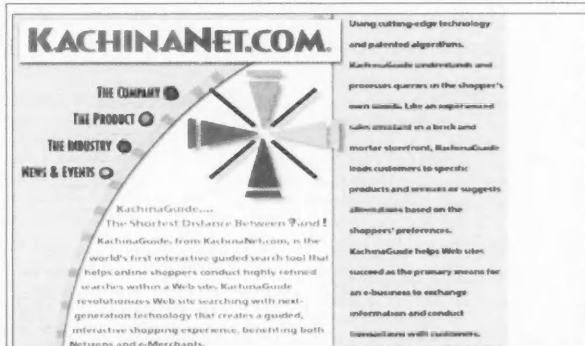 KACHINANET.COM.
THE COMPANY
THE PRODUCT
THE INDUSTRY
NEWS & EVENTS
KachinaGuide....
The Shortest Distance Between ? and !
KachinaGuide, from KachinaNet.com, is the
world's first interactive guided search tool that
helps online shoppers conduct highly refined
searches within a Web site. KachinaGuide
revolutionizes Web site searching with next-
generation technology that creates a guided,
interactive shopping experience, benefiting both
Netizens and e-Merchants.
Using cutting-edge technology
and patented algorithms,
KachinaGuide understands and
processes queries in the shopper's
own words. Like an experienced
sales assistant in a brick and
mortar storefront, KachinaGuide
leads customers to specific
products and services or suggests
alternatives based on the
shoppers' preferences.
KachinaGuide helps Web sites
succeed as the primary means for
an e-business to exchange
information and conduct
transactions with customers.